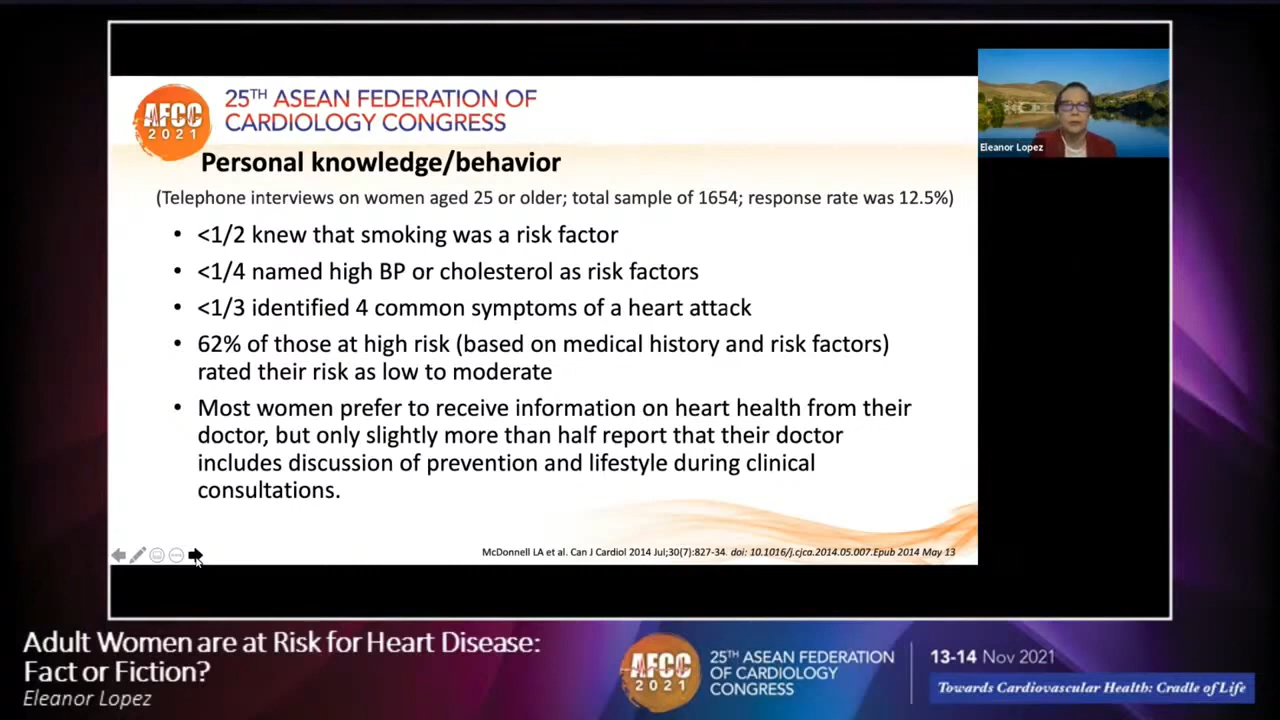 AFCC
2021
25TH ASEAN FEDERATION OF
CARDIOLOGY CONGRESS
Personal knowledge/behavior
(Telephone interviews on women aged 25 or older; total sample of 1654; response rate was 12.5%)
• <1/2 knew that smoking was a risk factor
• <1/4 named high BP or cholesterol as risk factors
• <1/3 identified 4 common symptoms of a heart attack
• 62% of those at high risk (based on medical history and risk factors)
rated their risk as low to moderate
• Most women prefer to receive information on heart health from their
doctor, but only slightly more than half report that their doctor
includes discussion of prevention and lifestyle during clinical
consultations.
McDonnell LA et al. Can J Cardiol 2014 Jul;30(7):827-34. doi: 10.1016/j.cjca.2014.05.007.Epub 2014 May 13
Eleanor Lopez
Adult Women are at Risk for Heart Disease:
Fact or Fiction?
Eleanor Lopez
AFCC
2021
25TH ASEAN FEDERATION
OF CARDIOLOGY
CONGRESS
13-14 Nov 2021
Towards Cardiovascular Health: Cradle of Life